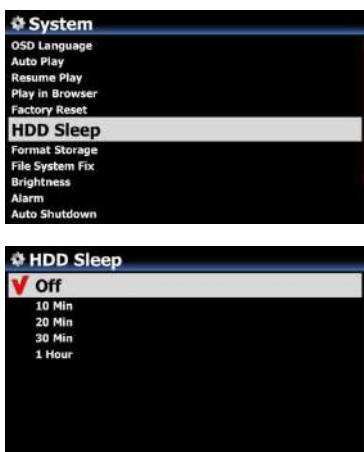 System
OSD Language
Auto Play
Resume Play
Play in Browser
Factory Reset
HDD Sleep
Format Storage
File System Fix
Brightness
Alarm
Auto Shutdown
HDD Sleep
Off
10 Min
20 Min
30 Min
1 Hour